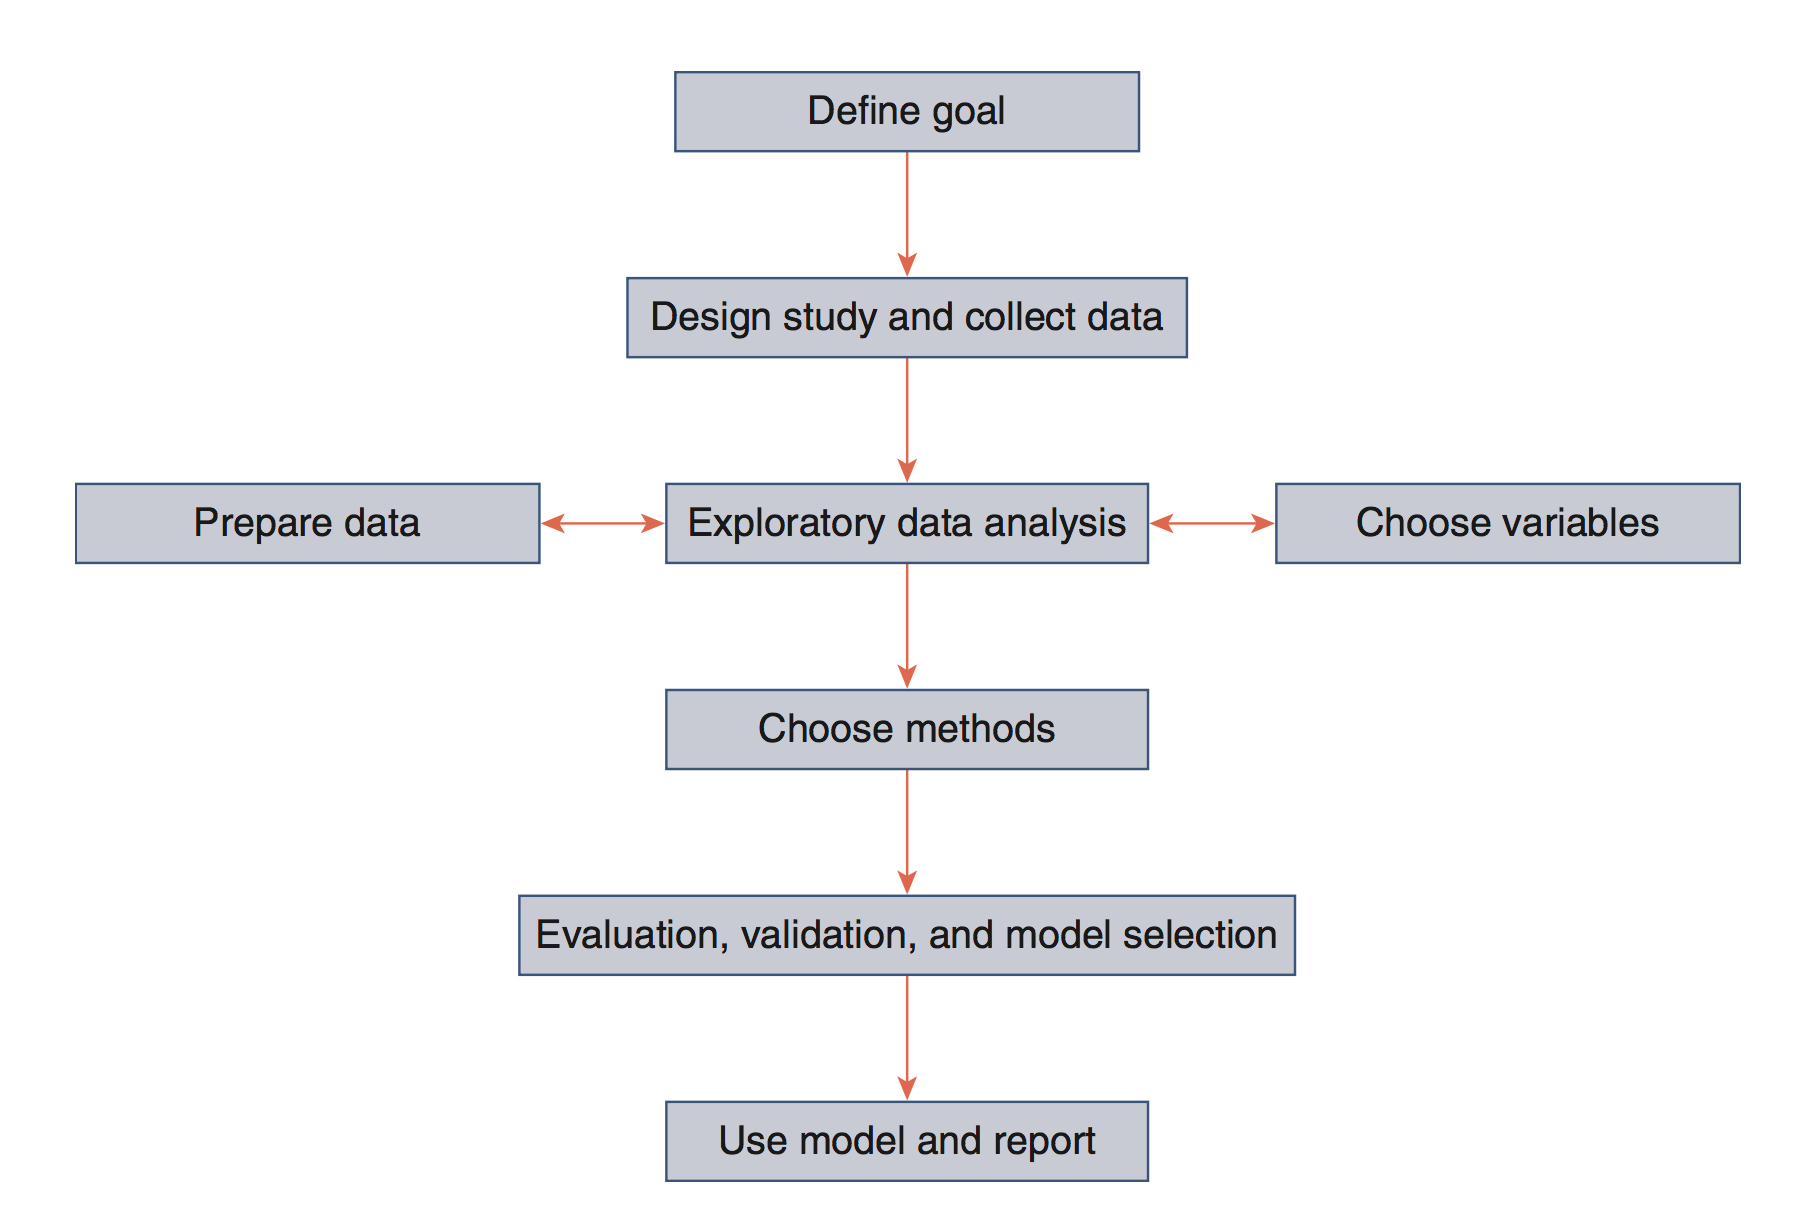 Define goal
Design study and collect data
Prepare data
Exploratory data analysis
Choose variables
Choose methods
Evaluation, validation, and model selection
Use model and report